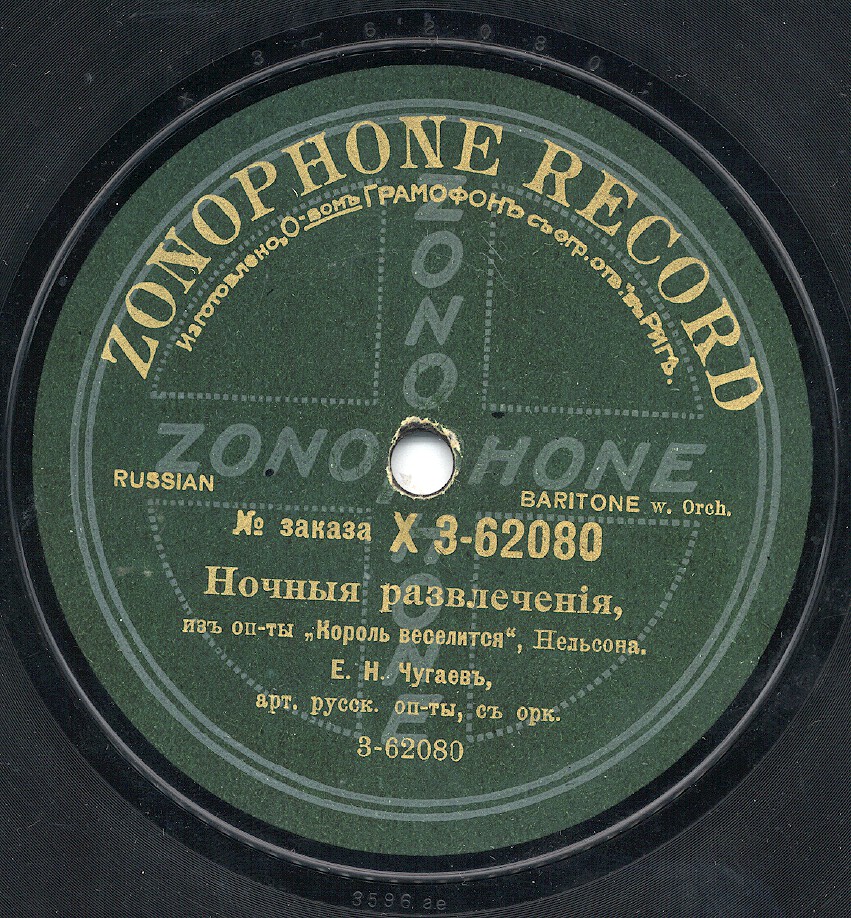 X 3-62080
ZONOPHONE RECORD
Изготовлено О-вомъ ГРАМОФОНЪ съ огр. отв. въ Ригѣ.
ZONOPHONE
ZONOPHONE
RUSSIAN
BARITONE w. Orch.
№ заказа X 3-62080
Ночныя развлеченія,
изъ оп-ты „Король веселится“, Нельсона.
Е. Н. Чугаевъ,
арт. русск. оп-ты, съ орк.
3-62080
3596 ae